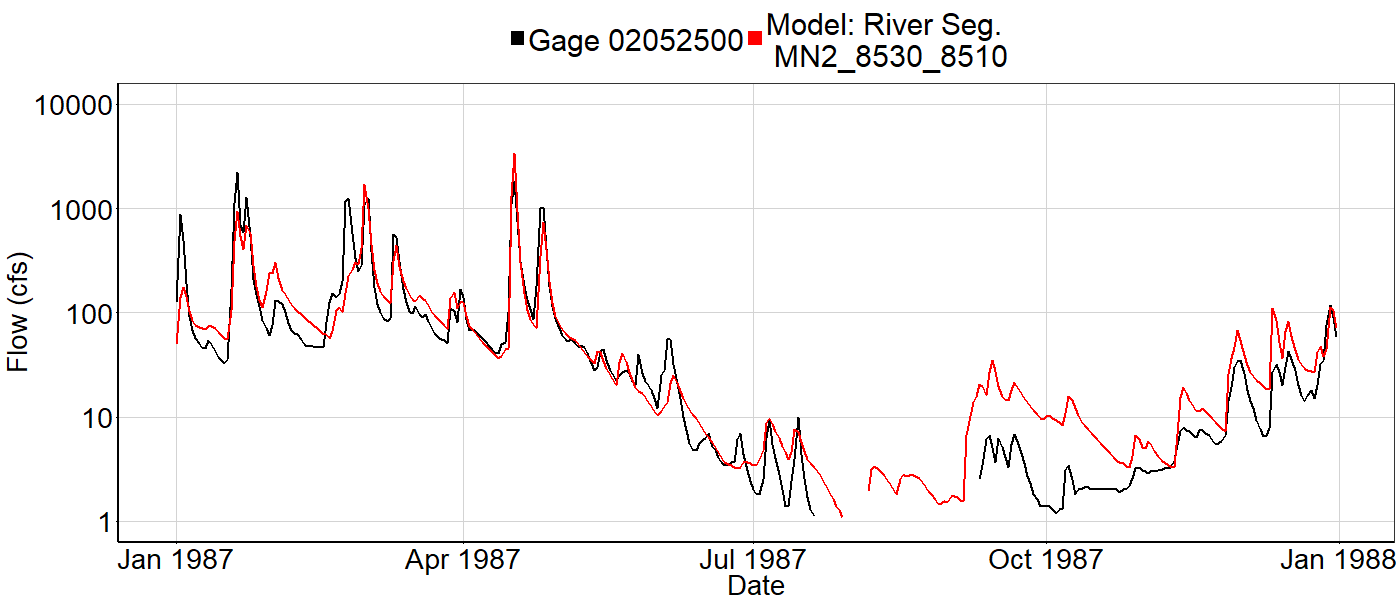 Gage 02052500
Model: River Seg.
MN2_8530_8510
10000
1000
100
10
1
Flow (cfs)
Jan 1987
Apr 1987
Jul 1987
Oct 1987
Jan 1988
Date